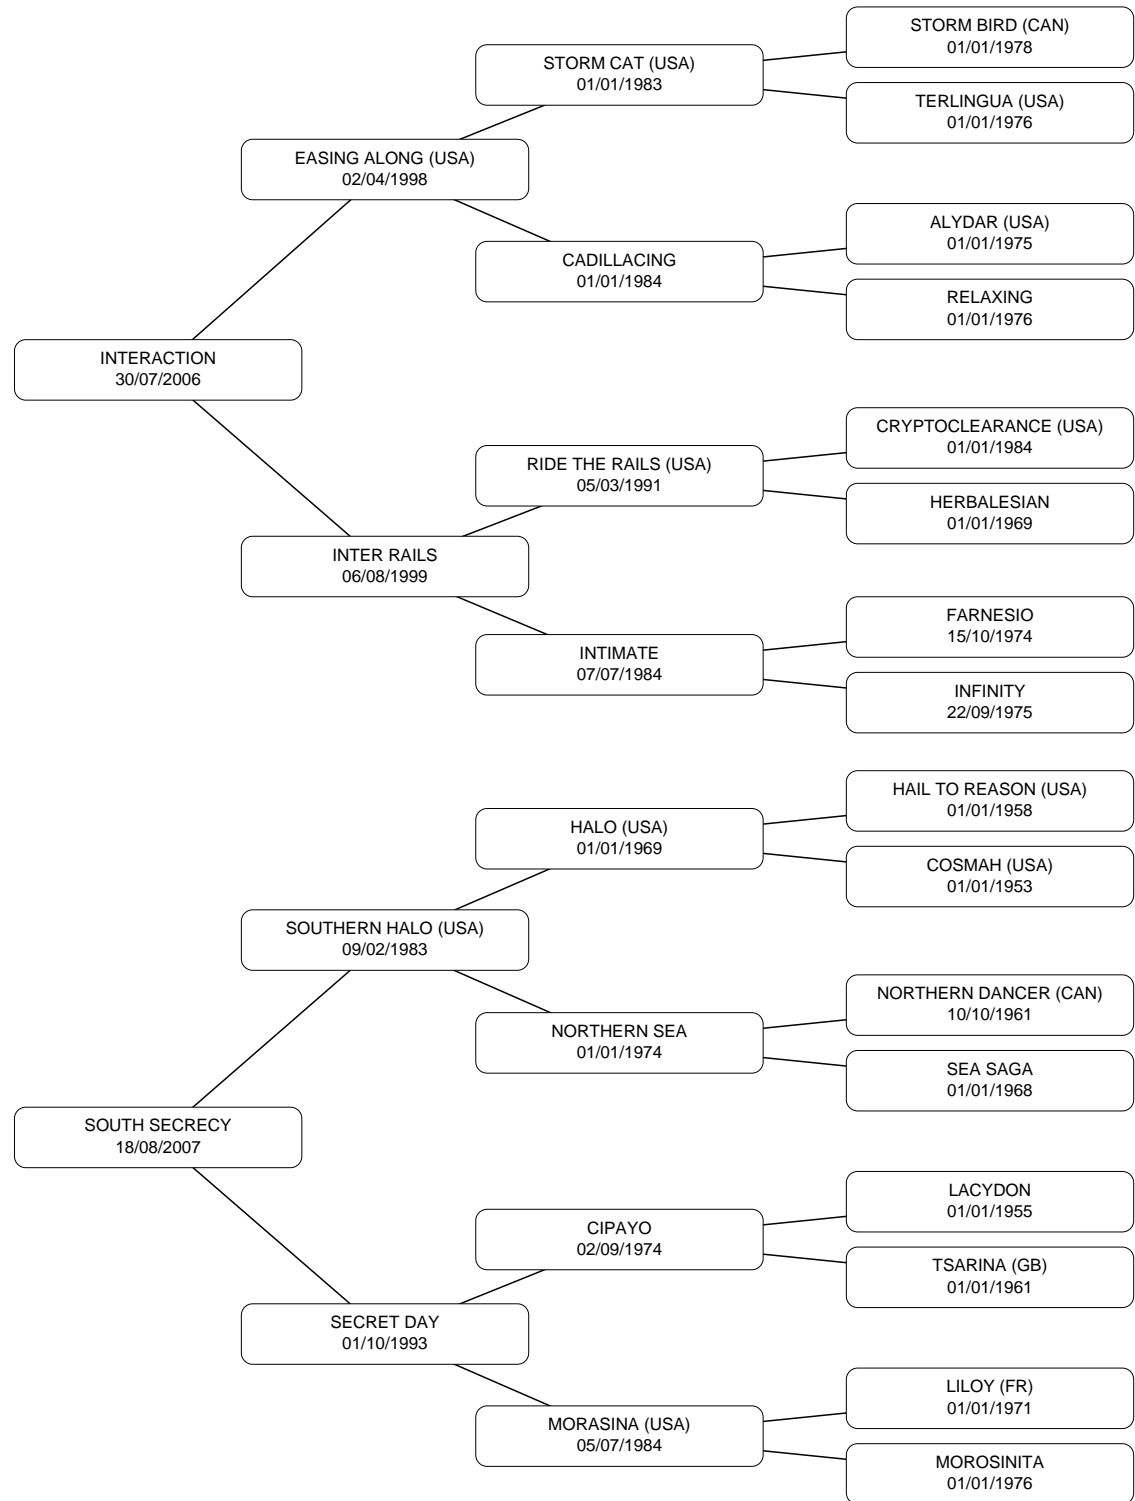 STORM BIRD (CAN)
01/01/1978
STORM CAT (USA)
01/01/1983
TERLINGUA (USA)
01/01/1976
EASING ALONG (USA)
02/04/1998
ALYDAR (USA)
01/01/1975
CADILLACING
01/01/1984
RELAXING
01/01/1976
INTERACTION
30/07/2006
CRYPTOCLEARANCE (USA)
01/01/1984
RIDE THE RAILS (USA)
05/03/1991
HERBALESIAN
01/01/1969
INTER RAILS
06/08/1999
FARNESIO
15/10/1974
INTIMATE
07/07/1984
INFINITY
22/09/1975
HAIL TO REASON (USA)
01/01/1958
HALO (USA)
01/01/1969
COSMAH (USA)
01/01/1953
SOUTHERN HALO (USA)
09/02/1983
NORTHERN DANCER (CAN)
10/10/1961
NORTHERN SEA
01/01/1974
SEA SAGA
01/01/1968
SOUTH SECRECY
18/08/2007
LACYDON
01/01/1955
CIPAYO
02/09/1974
TSARINA (GB)
01/01/1961
SECRET DAY
01/10/1993
LILOY (FR)
01/01/1971
MORASINA (USA)
05/07/1984
MOROSINITA
01/01/1976